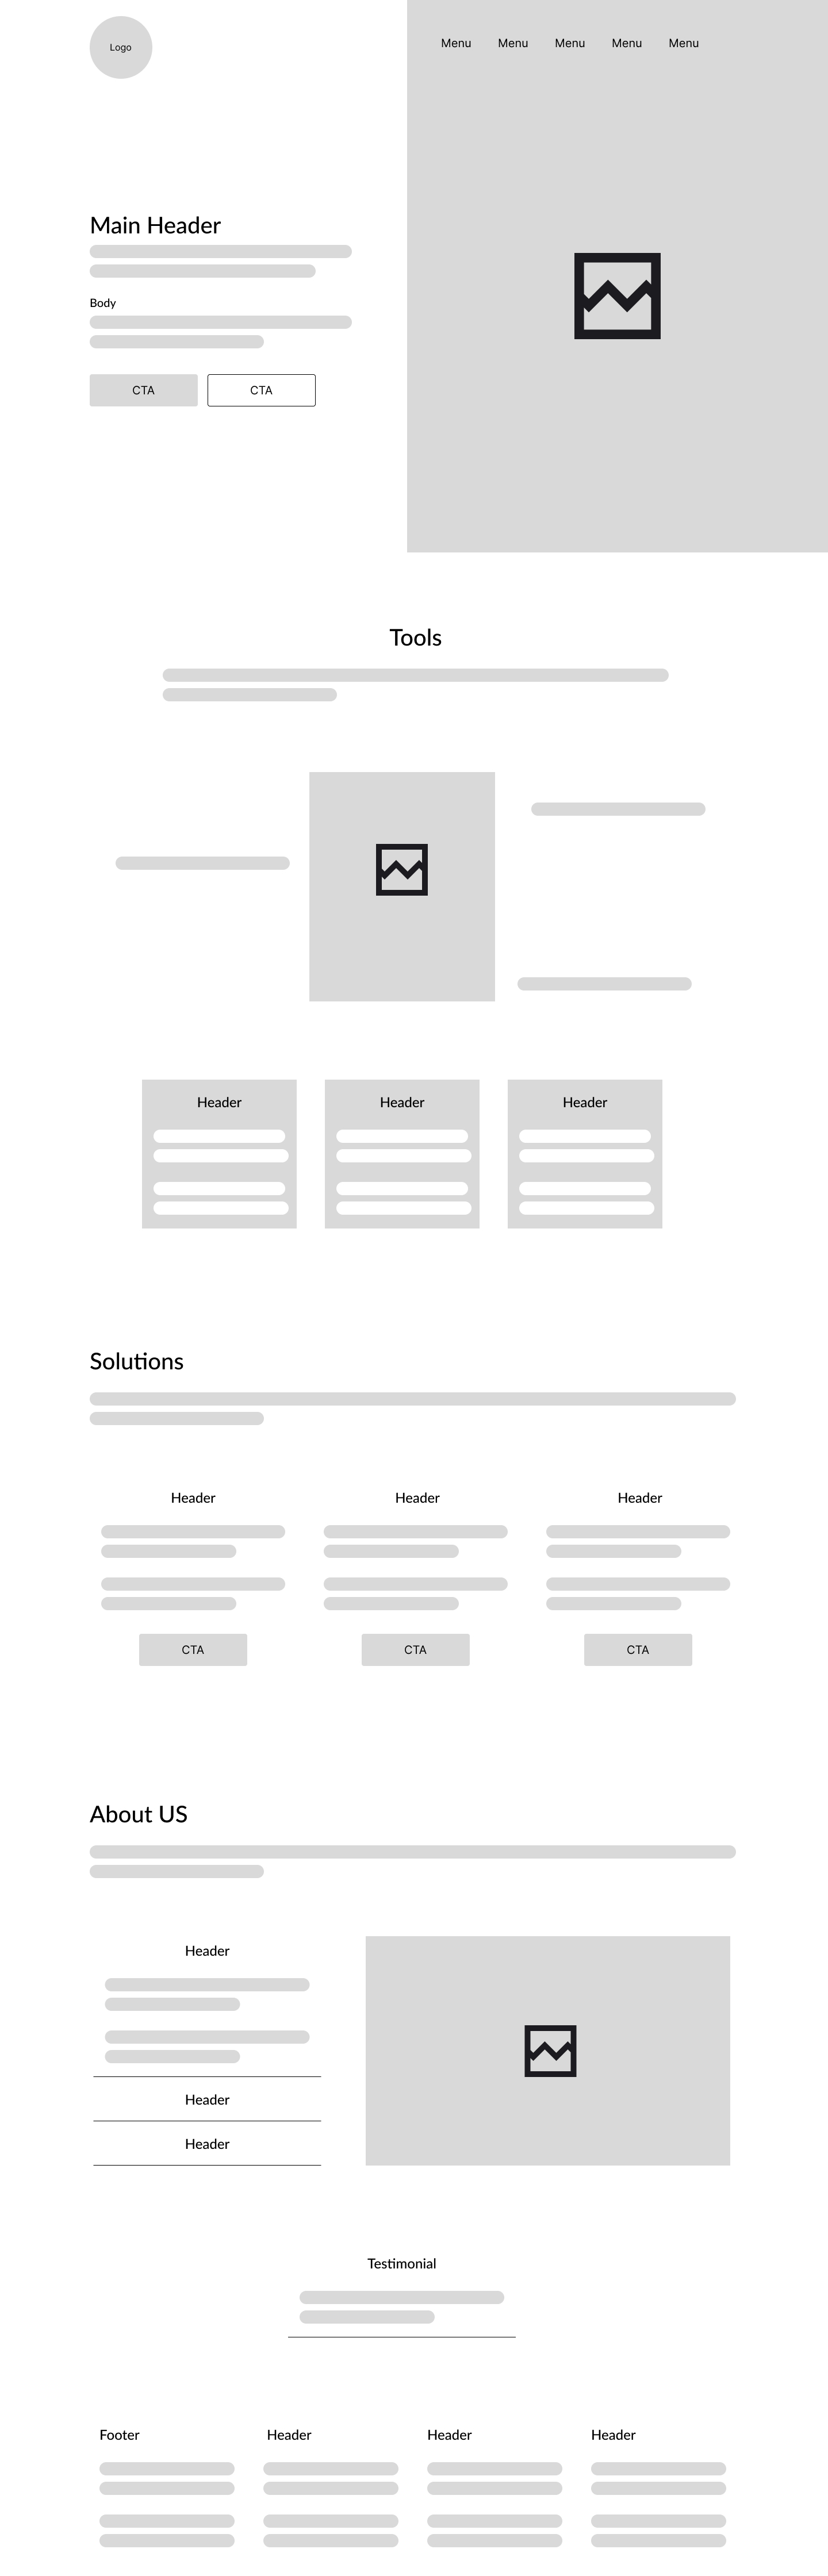 Logo
Menu Menu Menu Menu Menu
Main Header
Body
CTA CTA
Tools
Header Header Header
Solutions
Header Header Header
CTA CTA CTA
About US
Header
Header
Header
Testimonial
Footer Header Header Header